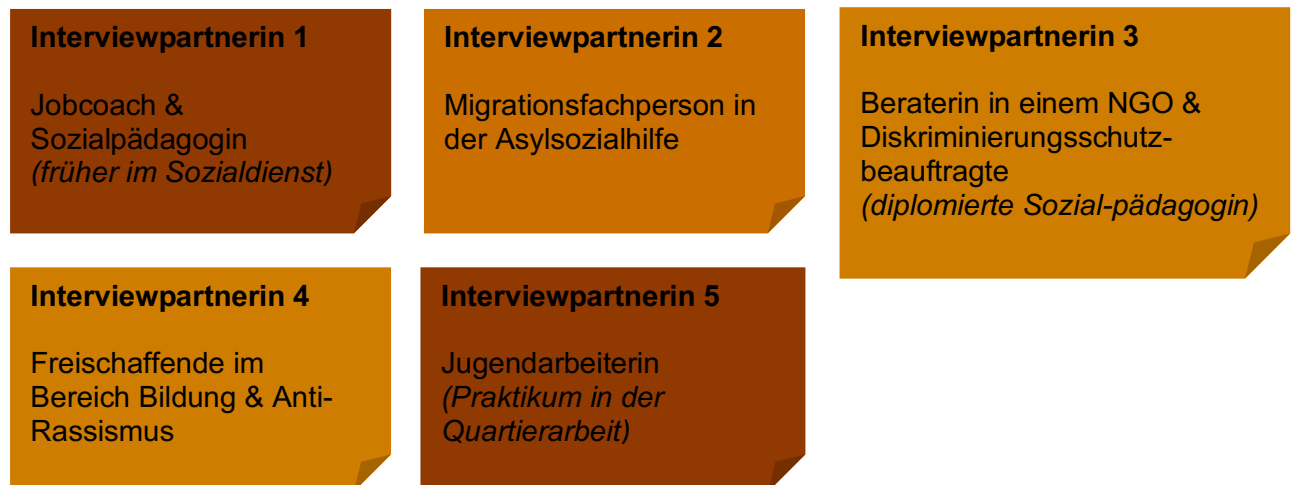 Interviewpartnerin 1
Jobcoach &
Sozialpädagogin
(früher im Sozialdienst)
Interviewpartnerin 2
Migrationsfachperson in
der Asylsozialhilfe
Interviewpartnerin 3
Beraterin in einem NGO &
Diskriminierungsschutz-
beauftragte
(diplomierte Sozial-pädagogin)
Interviewpartnerin 4
Freischaffende im
Bereich Bildung & Anti-
Rassismus
Interviewpartnerin 5
Jugendarbeiterin
(Praktikum in der
Quartierarbeit)